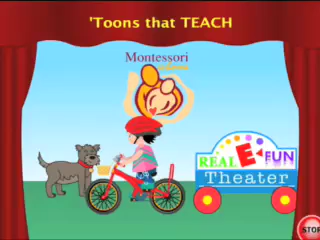 'Toons that TEACH
Montessori
REAL E FUN
Theater
STOP